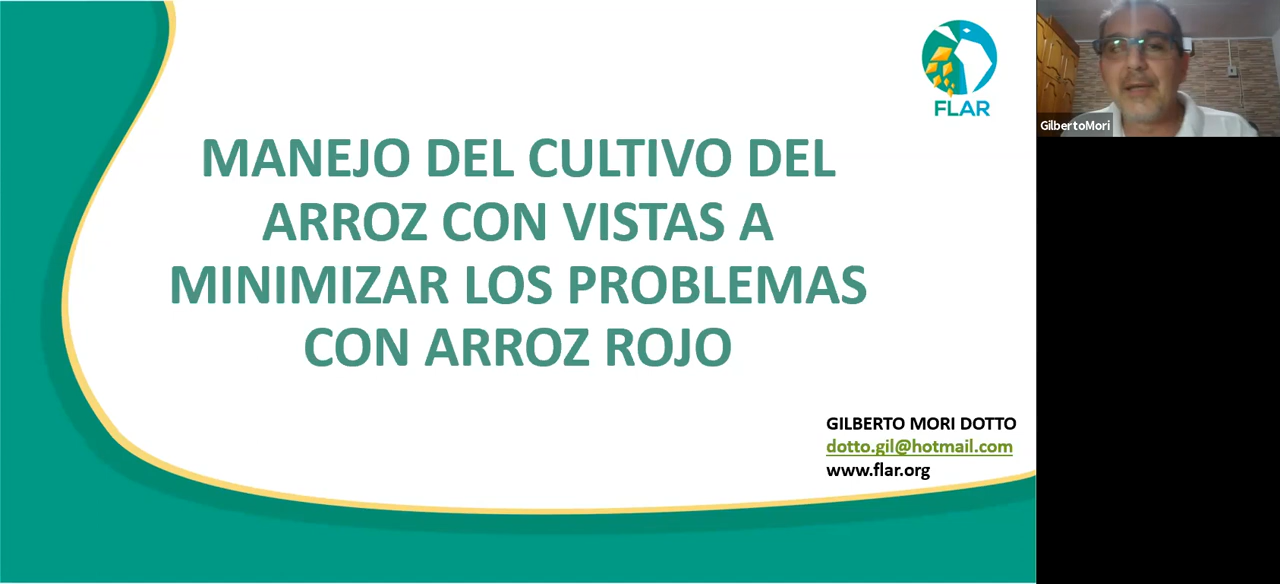 FLAR
MANEJO DEL CULTIVO DEL
ARROZ CON VISTAS A
MINIMIZAR LOS PROBLEMAS
CON ARROZ ROJO
GILBERTO MORI DOTTO
dotto.gil@hotmail.com
www.flar.org
GilbertoMori